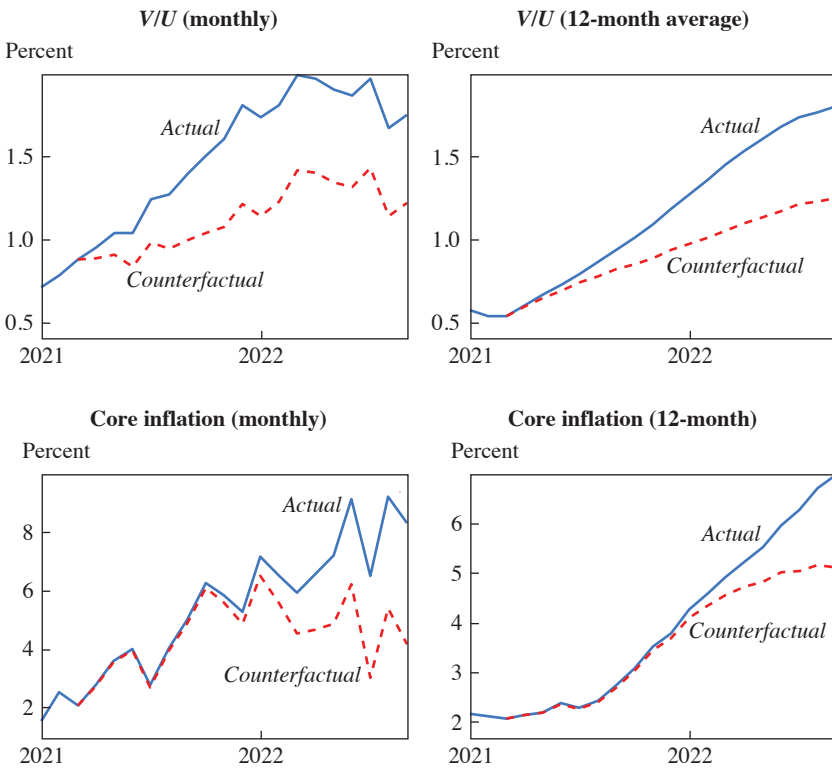 V/U (monthly)
Percent
1.5
1.0
0.5
Actual
Counterfactual
2021
2022
V/U (12-month average)
Percent
1.5
1.0
0.5
Actual
Counterfactual
2021
2022
Core inflation (monthly)
Percent
8
6
4
2
Actual
Counterfactual
2021
2022
Core inflation (12-month)
Percent
6
5
4
3
2
Actual
Counterfactual
2021
2022